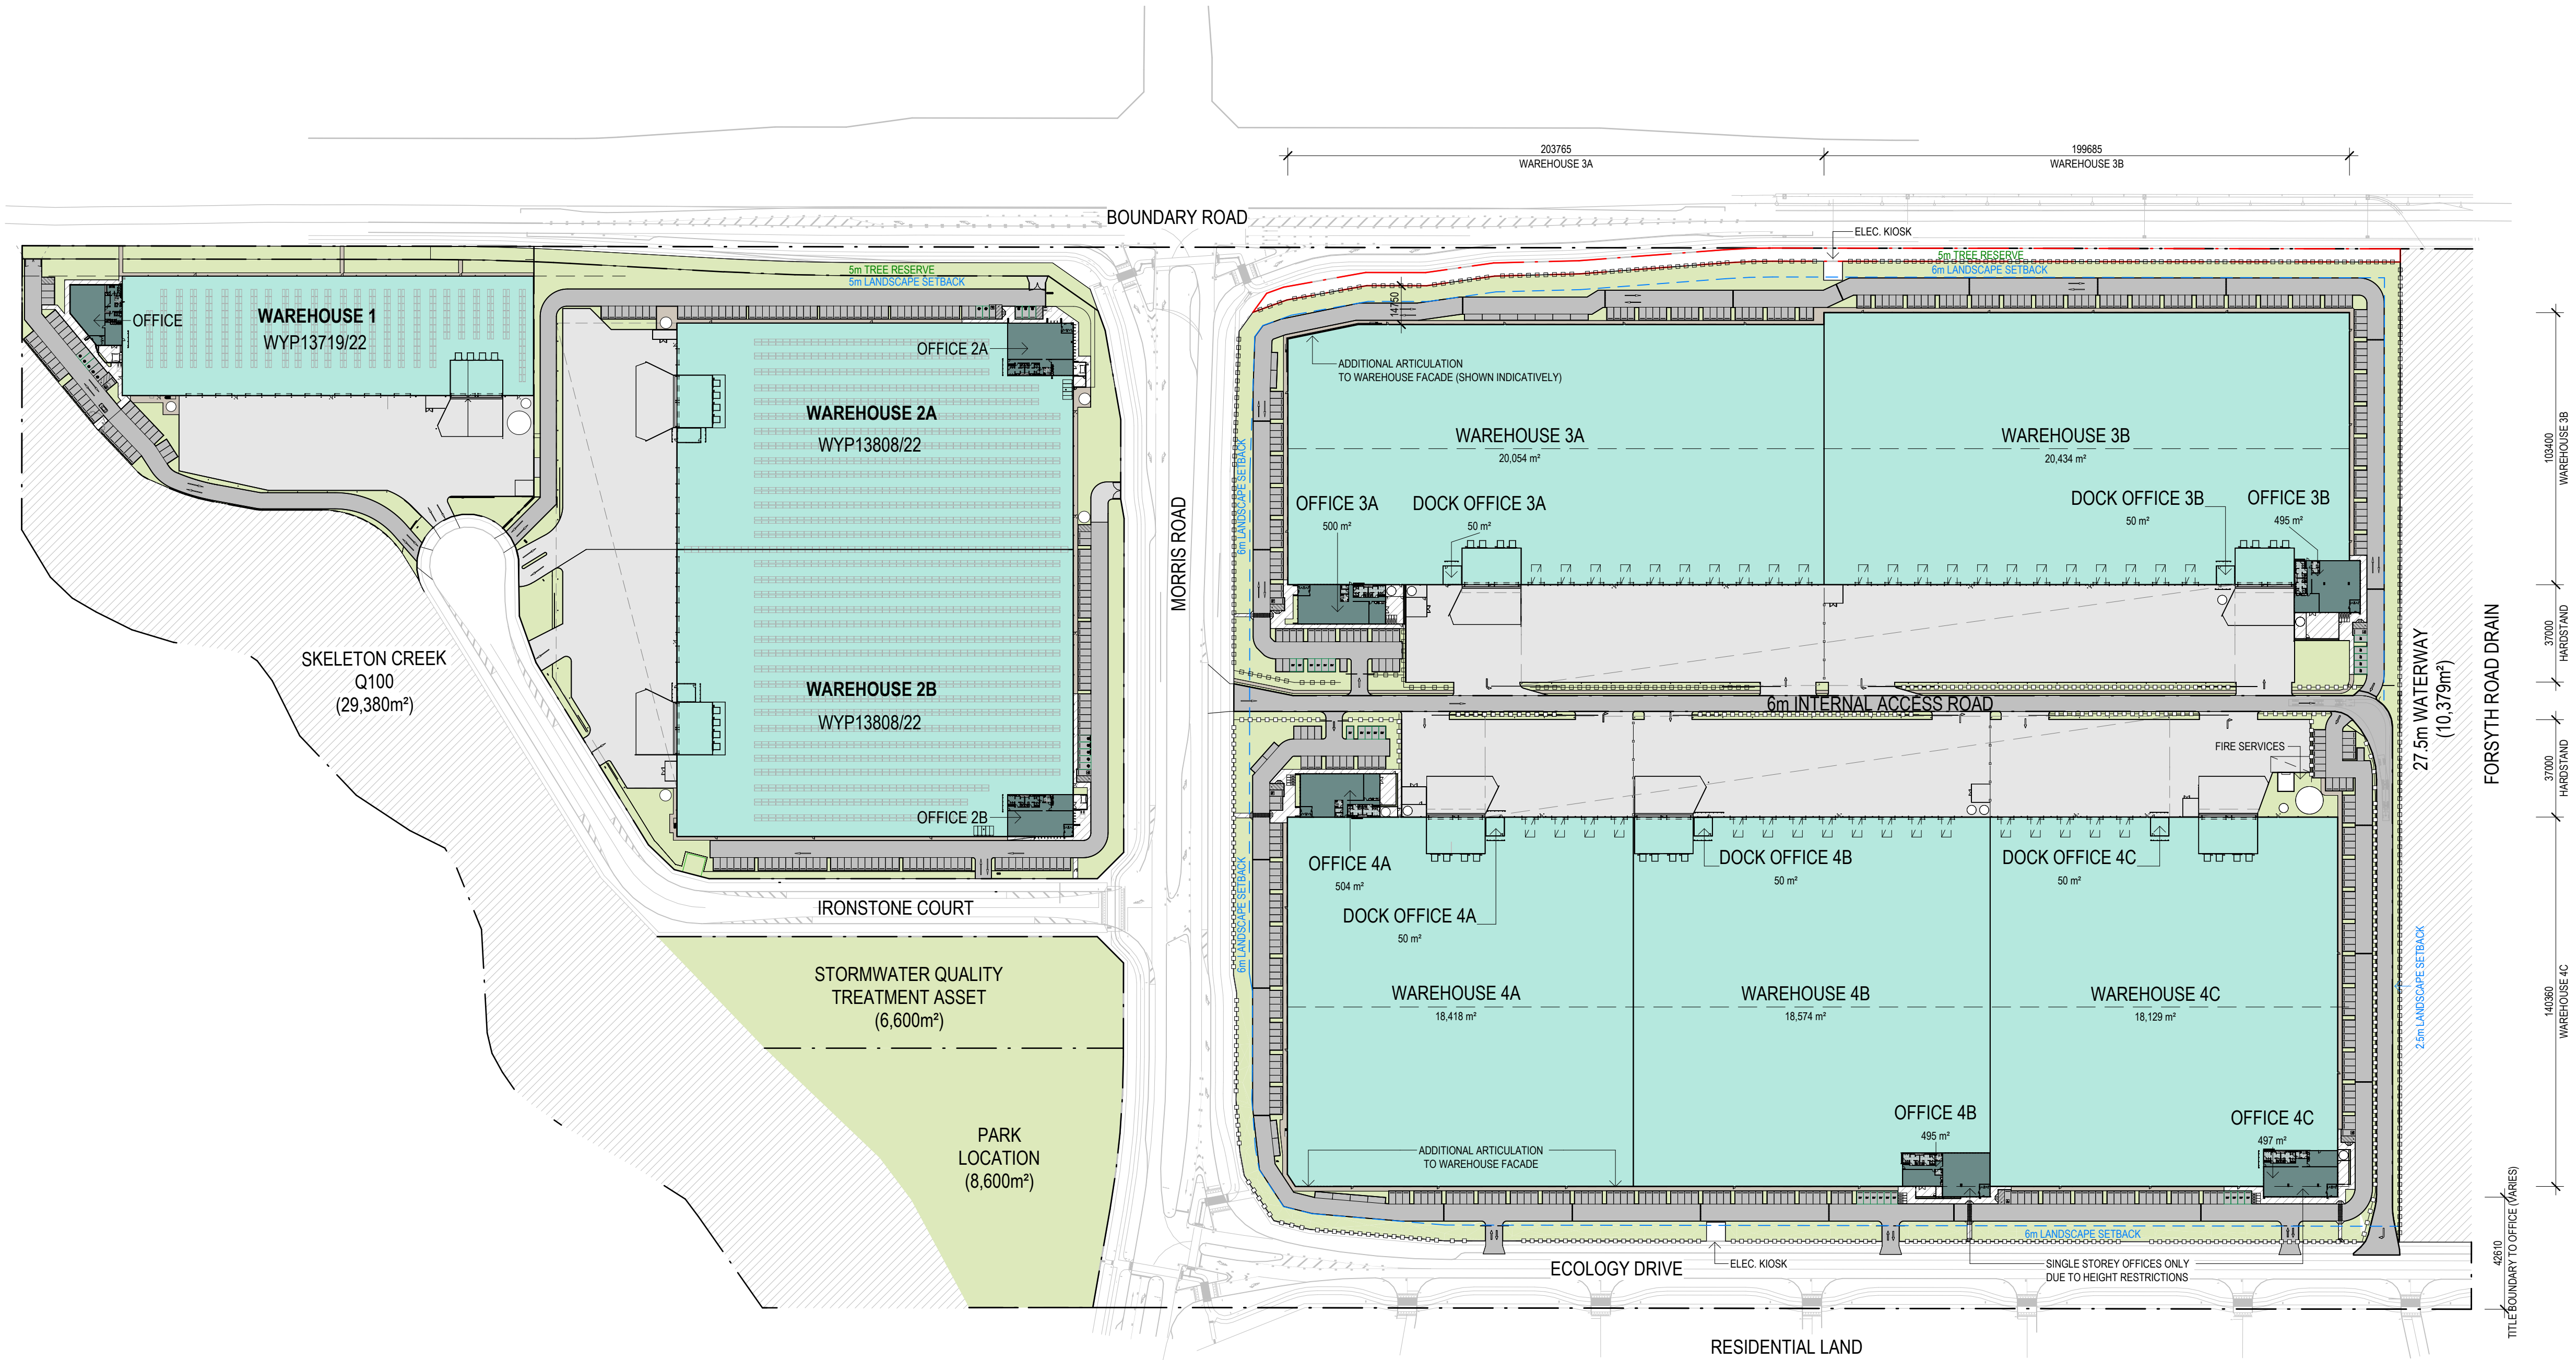 203765
WAREHOUSE 3A
199685
WAREHOUSE 3B
BOUNDARY ROAD
ELEC. KIOSK
5m TREE RESERVE
5m LANDSCAPE SETBACK
5m TREE RESERVE
6m LANDSCAPE SETBACK
OFFICE
WAREHOUSE 1
WYP13719/22
OFFICE 2A
WAREHOUSE 2A
WYP13808/22
WAREHOUSE 2B
WYP13808/22
OFFICE 2B
MORRIS ROAD
14750
ADDITIONAL ARTICULATION
TO WAREHOUSE FACADE (SHOWN INDICATIVELY)
6m LANDSCAPE SETBACK
WAREHOUSE 3A
20,054 m²
WAREHOUSE 3B
20,434 m²
OFFICE 3A
500 m²
DOCK OFFICE 3A
50 m²
DOCK OFFICE 3B
50 m²
OFFICE 3B
495 m²
103400
WAREHOUSE 3B
37000
HARDSTAND
37000
HARDSTAND
140360
WAREHOUSE 4C
42610
TITLE BOUNDARY TO OFFICE (VARIES)
SKELETON CREEK
Q100
(29,380m²)
6m INTERNAL ACCESS ROAD
27.5m WATERWAY
(10,379m²)
FORSYTH ROAD DRAIN
FIRE SERVICES
6m LANDSCAPE SETBACK
OFFICE 4A
504 m²
DOCK OFFICE 4A
50 m²
DOCK OFFICE 4B
50 m²
DOCK OFFICE 4C
50 m²
WAREHOUSE 4A
18,418 m²
WAREHOUSE 4B
18,574 m²
WAREHOUSE 4C
18,129 m²
2.5m LANDSCAPE SETBACK
IRONSTONE COURT
STORMWATER QUALITY
TREATMENT ASSET
(6,600m²)
PARK
LOCATION
(8,600m²)
OFFICE 4B
495 m²
OFFICE 4C
497 m²
ADDITIONAL ARTICULATION
TO WAREHOUSE FACADE
6m LANDSCAPE SETBACK
ECOLOGY DRIVE
ELEC. KIOSK
SINGLE STOREY OFFICES ONLY
DUE TO HEIGHT RESTRICTIONS
RESIDENTIAL LAND